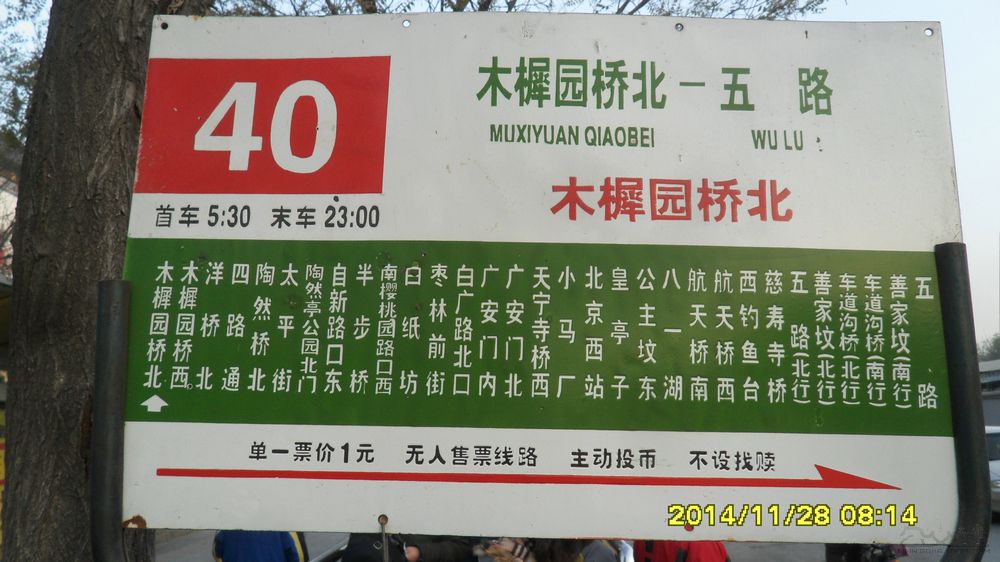 40
木樨园桥北－五 路
MUXIYUAN QIAOBEI WU LU
木樨园桥北
首车 5:30 末车 23:00
木樨园桥北
木樨园桥西
洋桥北
四路通
陶然桥北
太平街
陶然亭公园北门
自新路口东
半步桥
南樱桃园路口西
白纸坊
枣林前街
白广路北口
广安门内
广安门北
天宁寺桥西
小马厂
北京西站
皇亭子
公主坟东
八一湖
航天桥南
航天桥西
西钓鱼台
慈寿寺桥
五路(北行)
善家坟(北行)
车道沟桥(北行)
车道沟桥(南行)
善家坟(南行)
五路
单一票价1元 无人售票线路 主动投币 不设找赎
2014/11/28 08:14